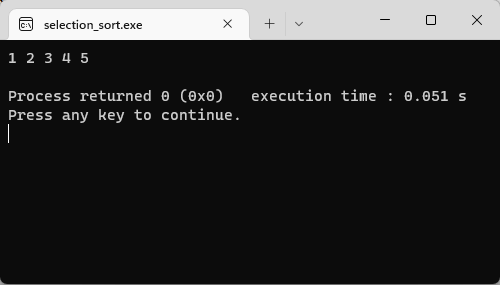 selection_sort.exe
1 2 3 4 5
Process returned 0 (0x0)   execution time : 0.051 s
Press any key to continue.